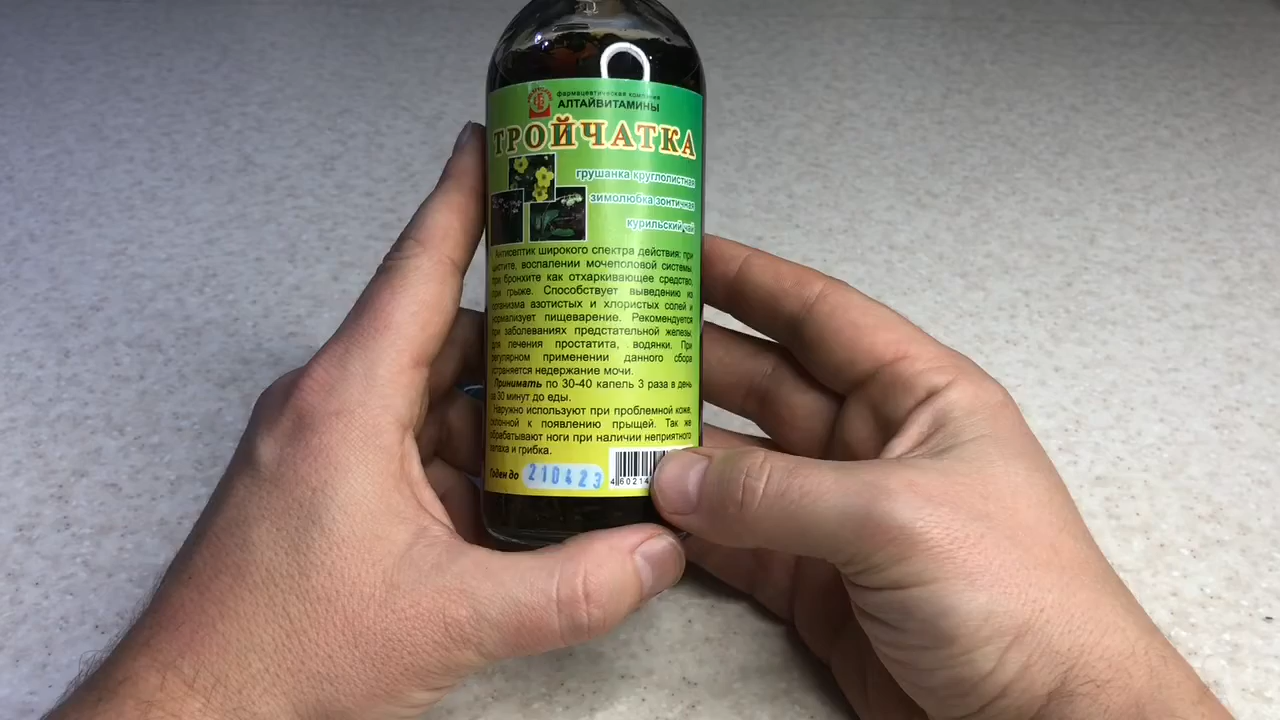 фармацевтическая компания
АЛТАЙВИТАМИНЫ
ТРОЙЧАТКА
грушанка круглолистная
зимолюбка зонтичная
курильский чай
Антисептик широкого спектра действия: при
цистите, воспалении мочеполовой системы,
при бронхите как отхаркивающее средство,
при грыже. Способствует выведению из
организма азотистых и хлористых солей и
нормализует пищеварение. Рекомендуется
при заболеваниях предстательной железы,
для лечения простатита, водянки. При
регулярном применении данного сбора
устраняется недержание мочи.
Принимать по 30-40 капель 3 раза в день
за 30 минут до еды.
Наружно используют при проблемной коже,
склонной к появлению прыщей. Так же
обрабатывают ноги при наличии неприятного
запаха и грибка.
Годен до 210423
4 60214